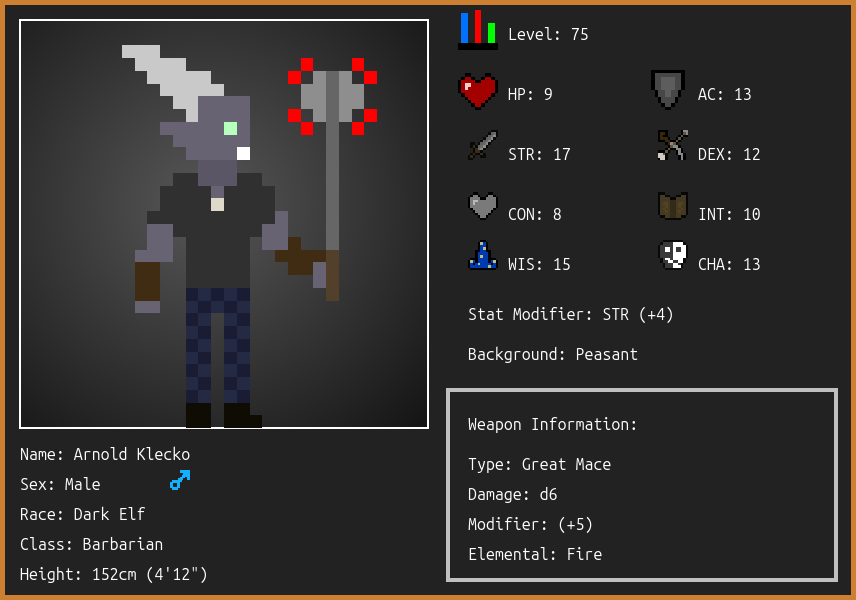 Level: 75
HP: 9
AC: 13
STR: 17
DEX: 12
CON: 8
INT: 10
WIS: 15
CHA: 13
Stat Modifier: STR (+4)
Background: Peasant
Weapon Information:
Type: Great Mace
Damage: d6
Modifier: (+5)
Elemental: Fire
Name: Arnold Klecko
Sex: Male
Race: Dark Elf
Class: Barbarian
Height: 152cm (4'12")